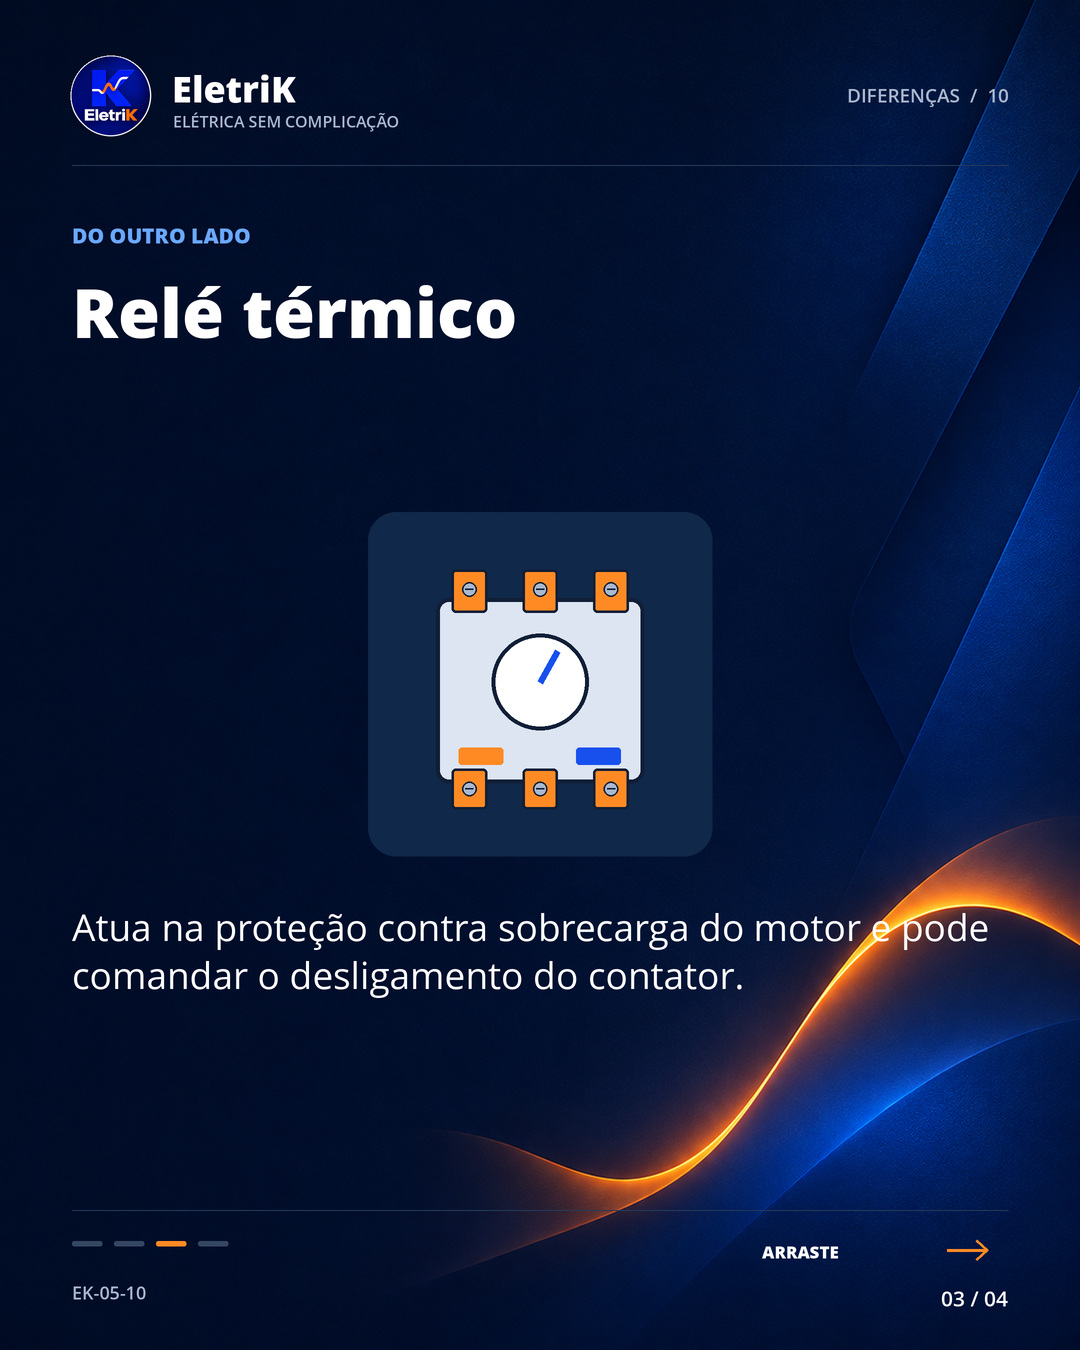 EletriK
EletriK
ELÉTRICA SEM COMPLICAÇÃO
DIFERENÇAS / 10
DO OUTRO LADO
Relé térmico
Atua na proteção contra sobrecarga do motor e pode
comandar o desligamento do contator.
ARRASTE
EK-05-10
03 / 04